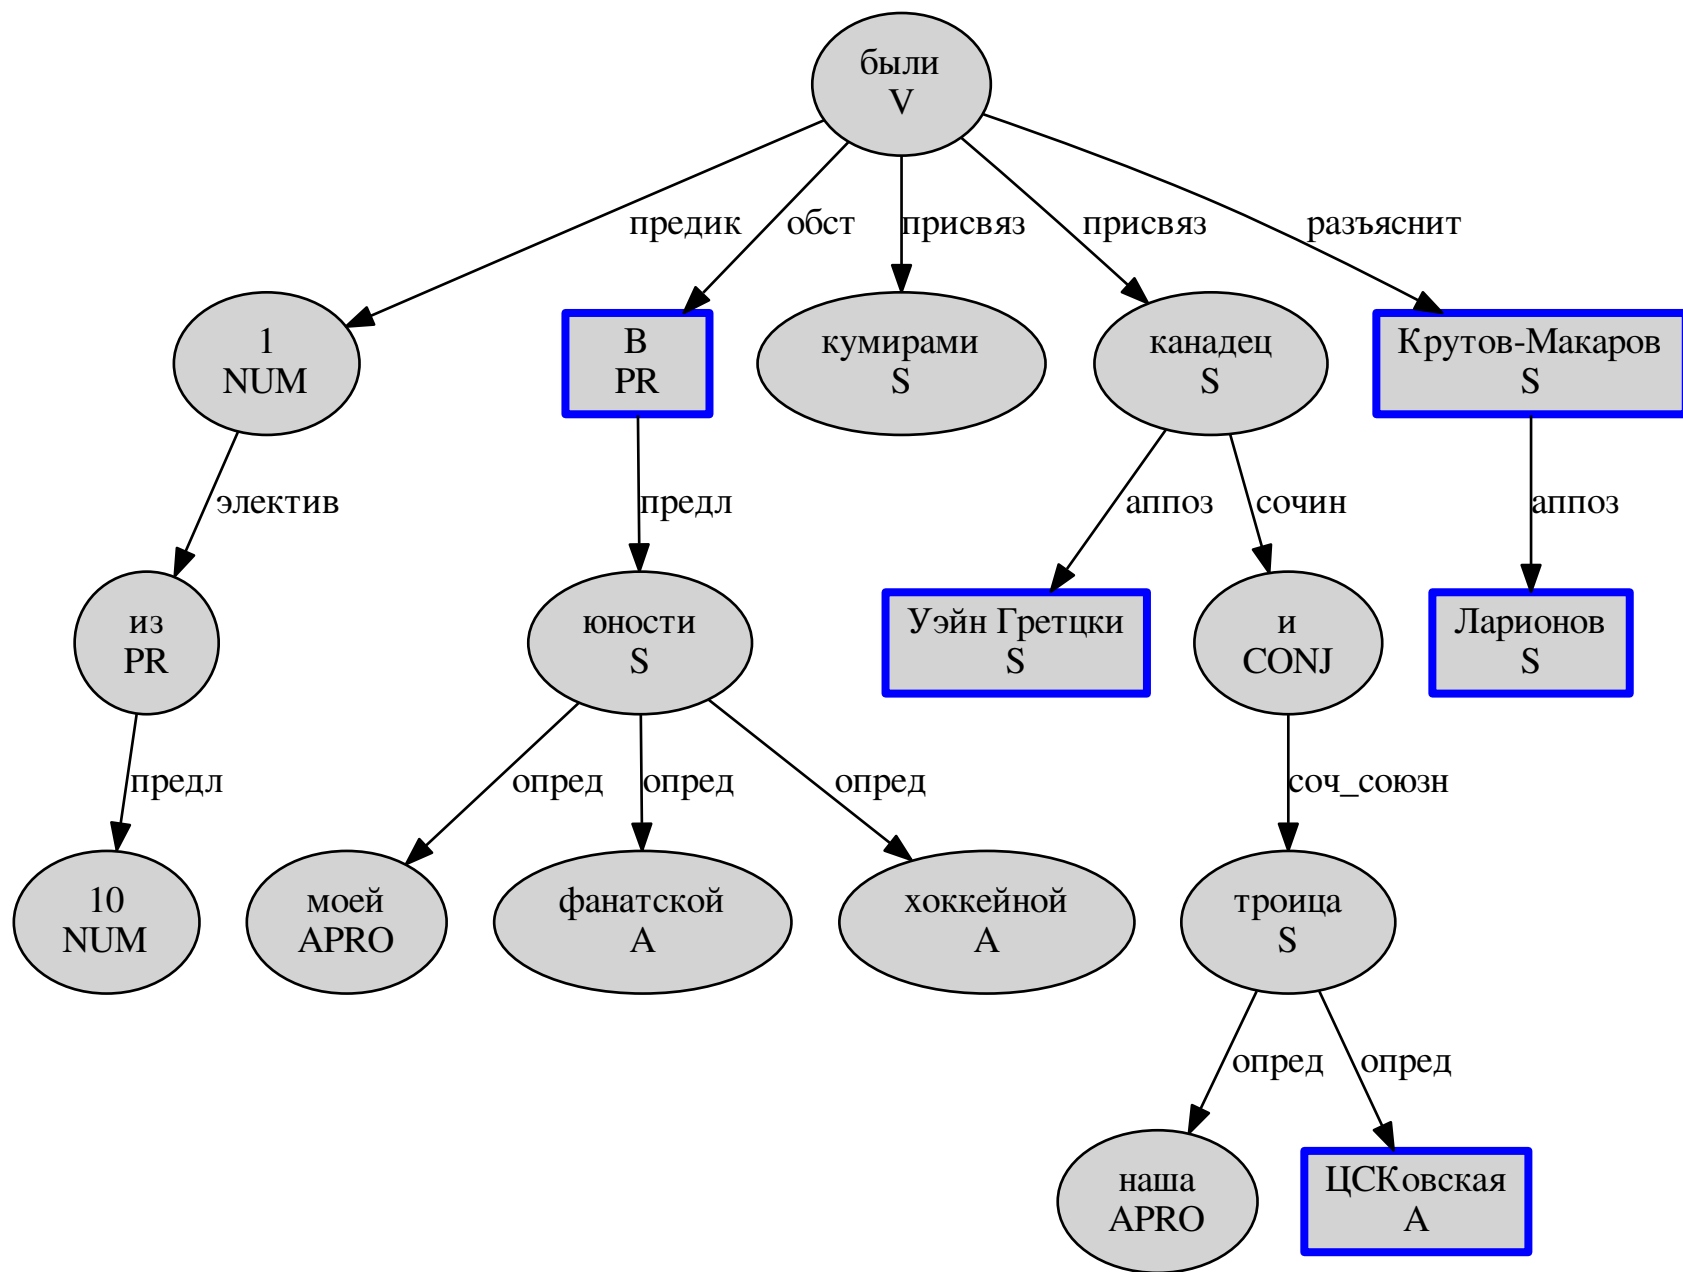 были
V
предик
обст
присвяз
присвяз
разъяснит
1
NUM
В
PR
кумирами
S
канадец
S
Крутов-Макаров
S
электив
предл
аппоз
сочин
аппоз
из
PR
юности
S
Уэйн Гретцки
S
и
CONJ
Ларионов
S
предл
опред
опред
опред
соч_союзн
10
NUM
моей
APRO
фанатской
A
хоккейной
A
троица
S
опред
опред
наша
APRO
ЦСКовская
A